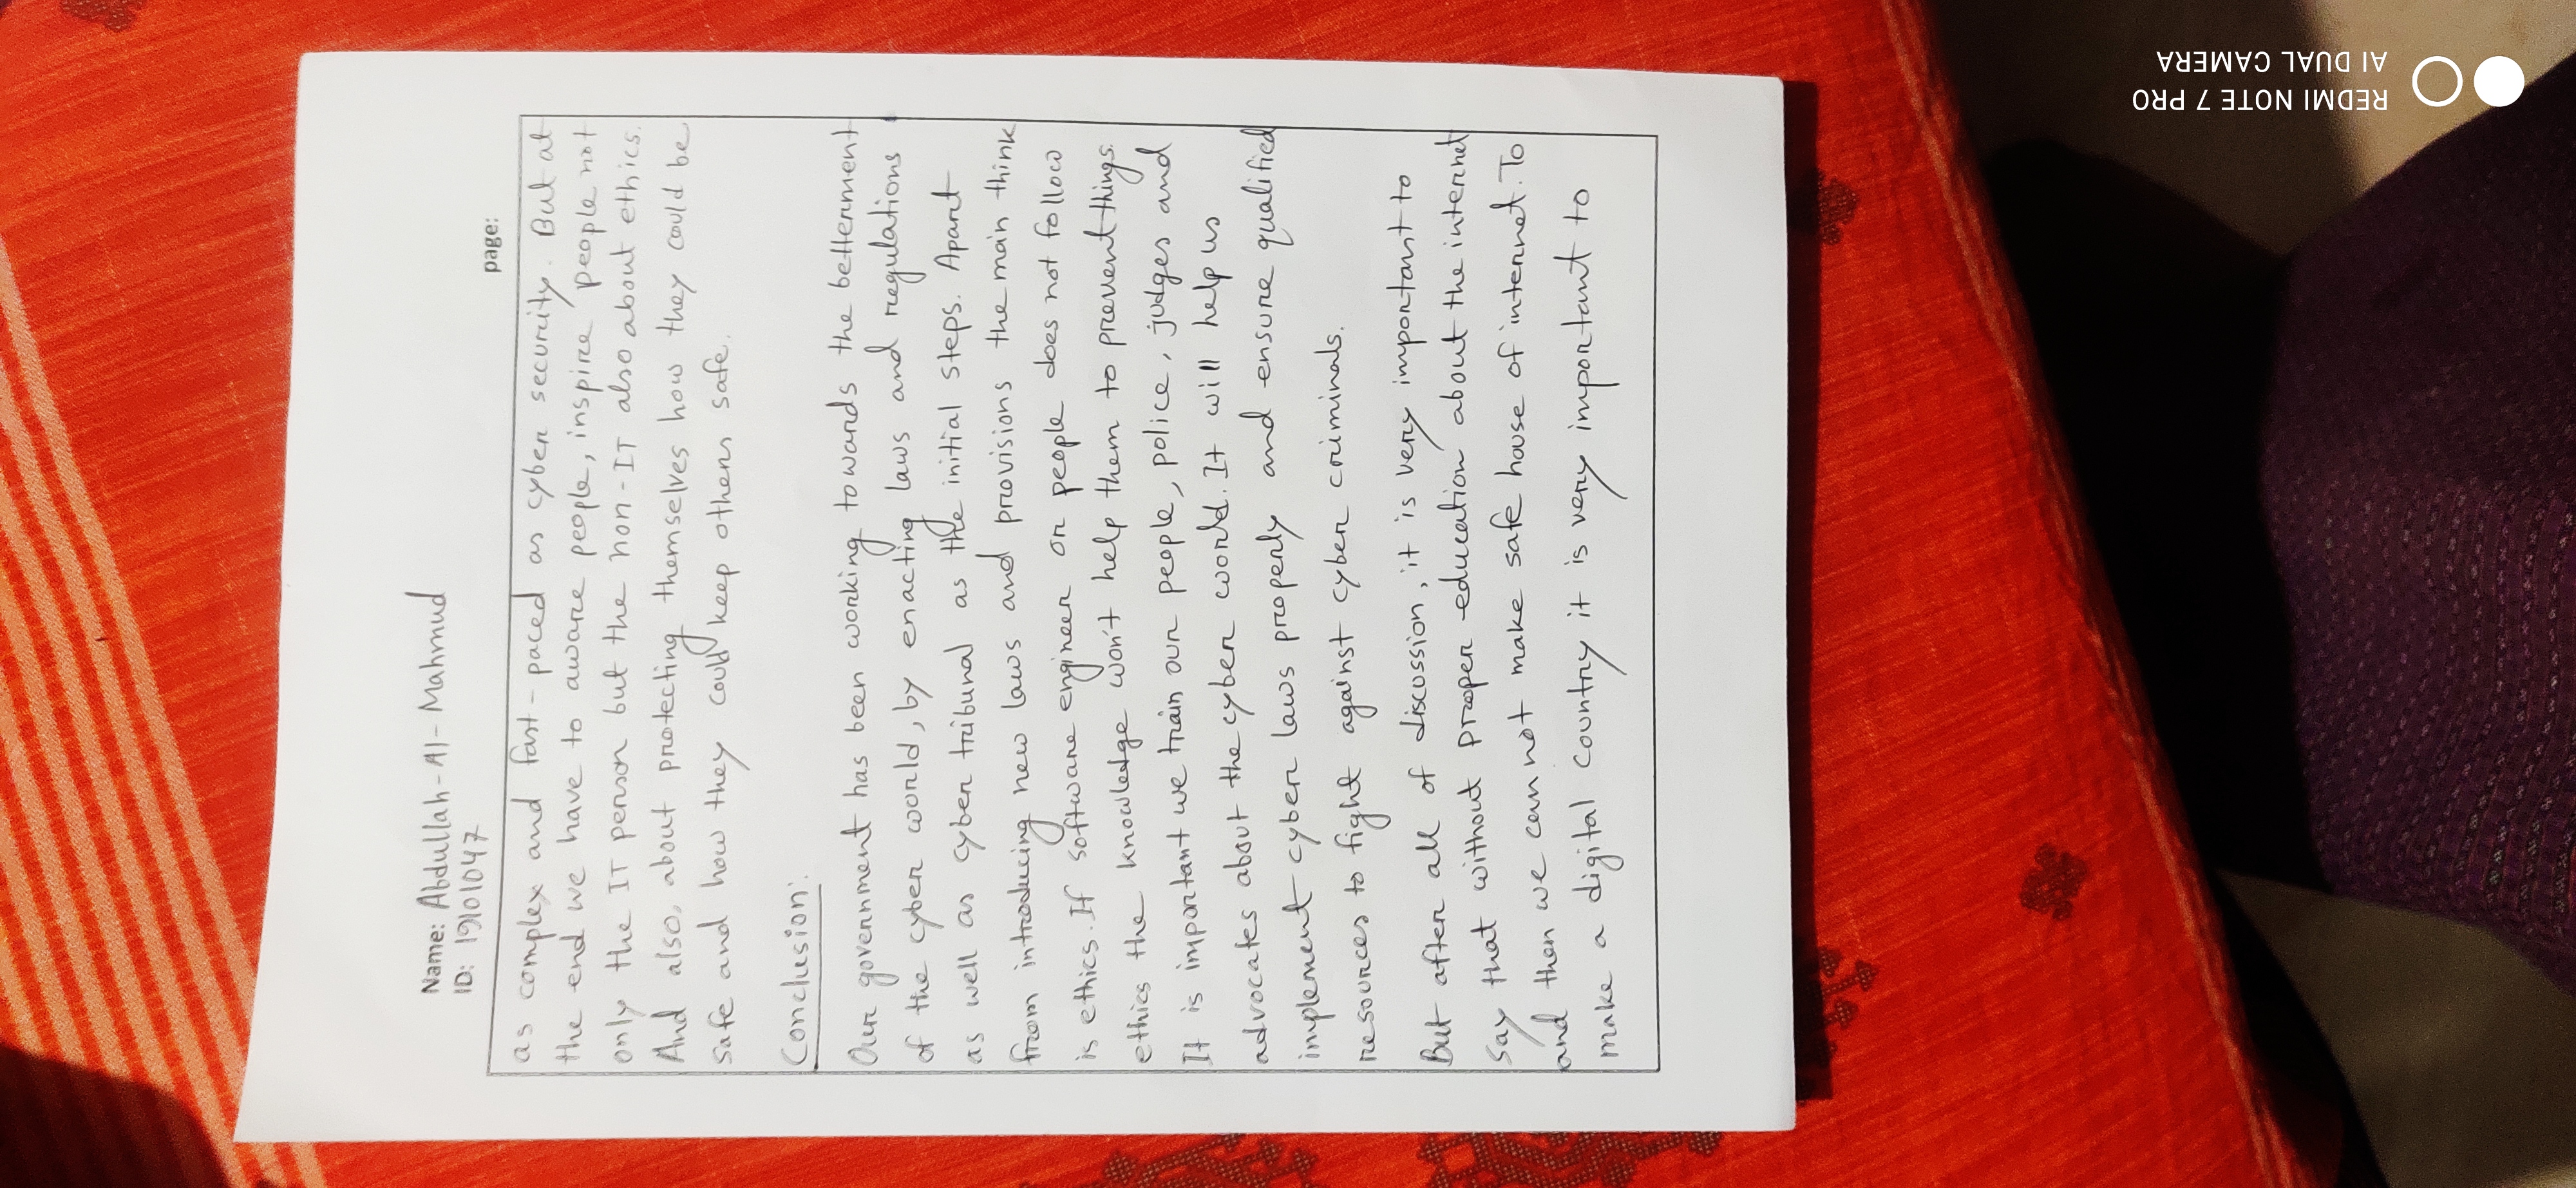 Name: Abdullah-Al-Mahmud
ID: 19101047
page:
as complex and fast-paced as cyber security. But at
the end we have to aware people, inspire people not
only the IT person but the non-IT also about ethics.
And also, about protecting themselves how they could be
safe and how they could keep others safe.
Conclusion:
Our government has been working towards the betterment
of the cyber world, by enacting laws and regulations
as well as cyber tribunal as the initial steps. Apart
from introducing new laws and provisions the main think
is ethics. If software engineer or people does not follow
ethics the knowledge won't help them to prevent things.
It is important we train our people, police, judges and
advocates about the cyber world. It will help us
implement cyber laws properly and ensure qualified
resources to fight against cyber criminals.
But after all of discussion, it is very important to
say that without proper education about the internet
and then we can not make safe house of internet. To
make a digital country it is very important to
REDMI NOTE 7 PRO
AI DUAL CAMERA